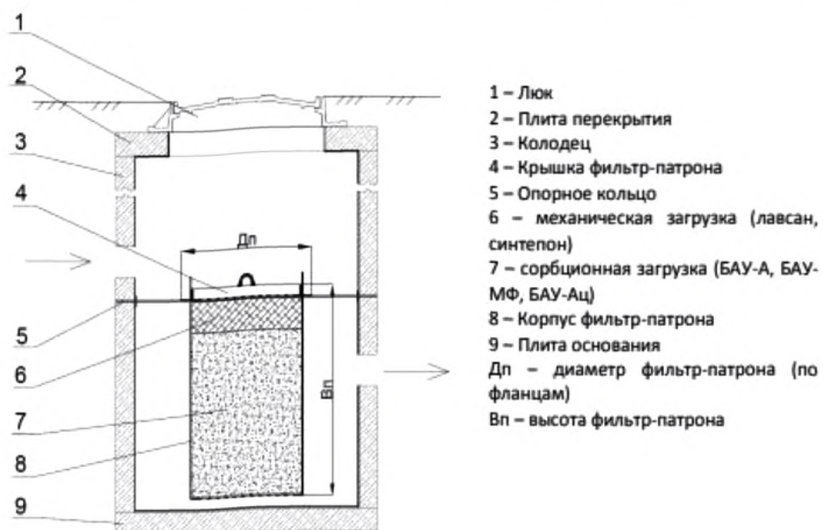 1
2
3
4
5
6
7
8
9
Дп
Вп
1 – Люк
2 – Плита перекрытия
3 – Колодец
4 – Крышка фильтр-патрона
5 – Опорное кольцо
6 – механическая загрузка (лавсан,
синтепон)
7 – сорбционная загрузка (БАУ-А, БАУ-
МФ, БАУ-Ац)
8 – Корпус фильтр-патрона
9 – Плита основания
Дп – диаметр фильтр-патрона (по
фланцам)
Вп – высота фильтр-патрона